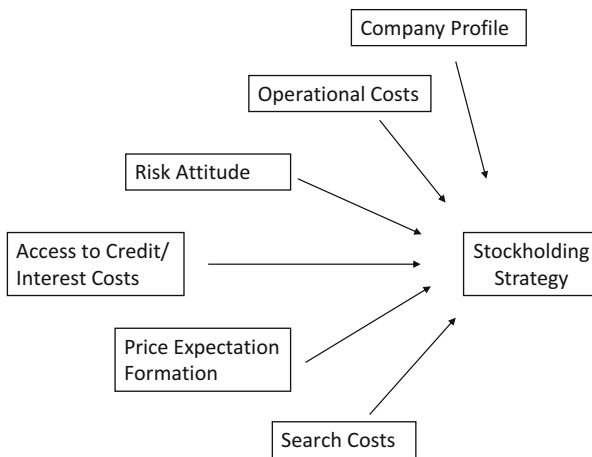 Company Profile
Operational Costs
Risk Attitude
Access to Credit/
Interest Costs
Stockholding
Strategy
Price Expectation
Formation
Search Costs